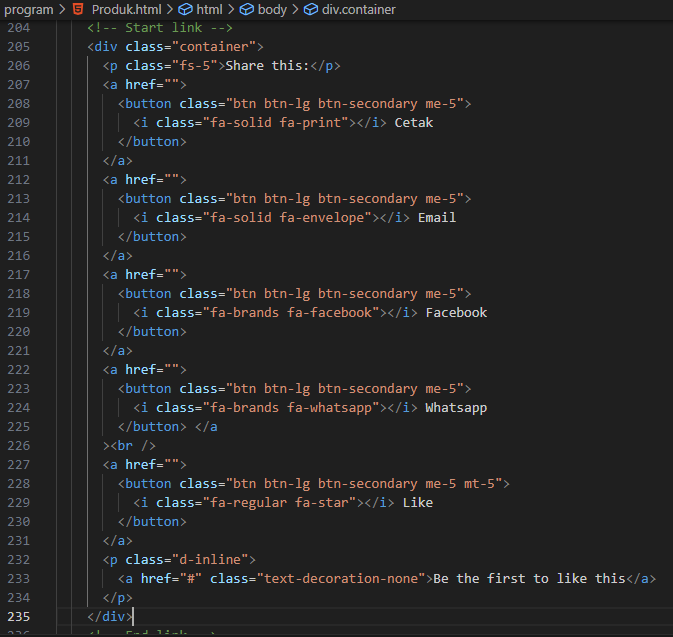 program > Produk.html > html > body > div.container
204 <!-- Start link -->
205 <div class="container">
206 <p class="fs-5">Share this:</p>
207 <a href="">
208 <button class="btn btn-lg btn-secondary me-5">
209 <i class="fa-solid fa-print"></i> Cetak
210 </button>
211 </a>
212 <a href="">
213 <button class="btn btn-lg btn-secondary me-5">
214 <i class="fa-solid fa-envelope"></i> Email
215 </button>
216 </a>
217 <a href="">
218 <button class="btn btn-lg btn-secondary me-5">
219 <i class="fa-brands fa-facebook"></i> Facebook
220 </button>
221 </a>
222 <a href="">
223 <button class="btn btn-lg btn-secondary me-5">
224 <i class="fa-brands fa-whatsapp"></i> Whatsapp
225 </button> </a
226 ><br />
227 <a href="">
228 <button class="btn btn-lg btn-secondary me-5 mt-5">
229 <i class="fa-regular fa-star"></i> Like
230 </button>
231 </a>
232 <p class="d-inline">
233 <a href="#" class="text-decoration-none">Be the first to like this</a>
234 </p>
235 </div>